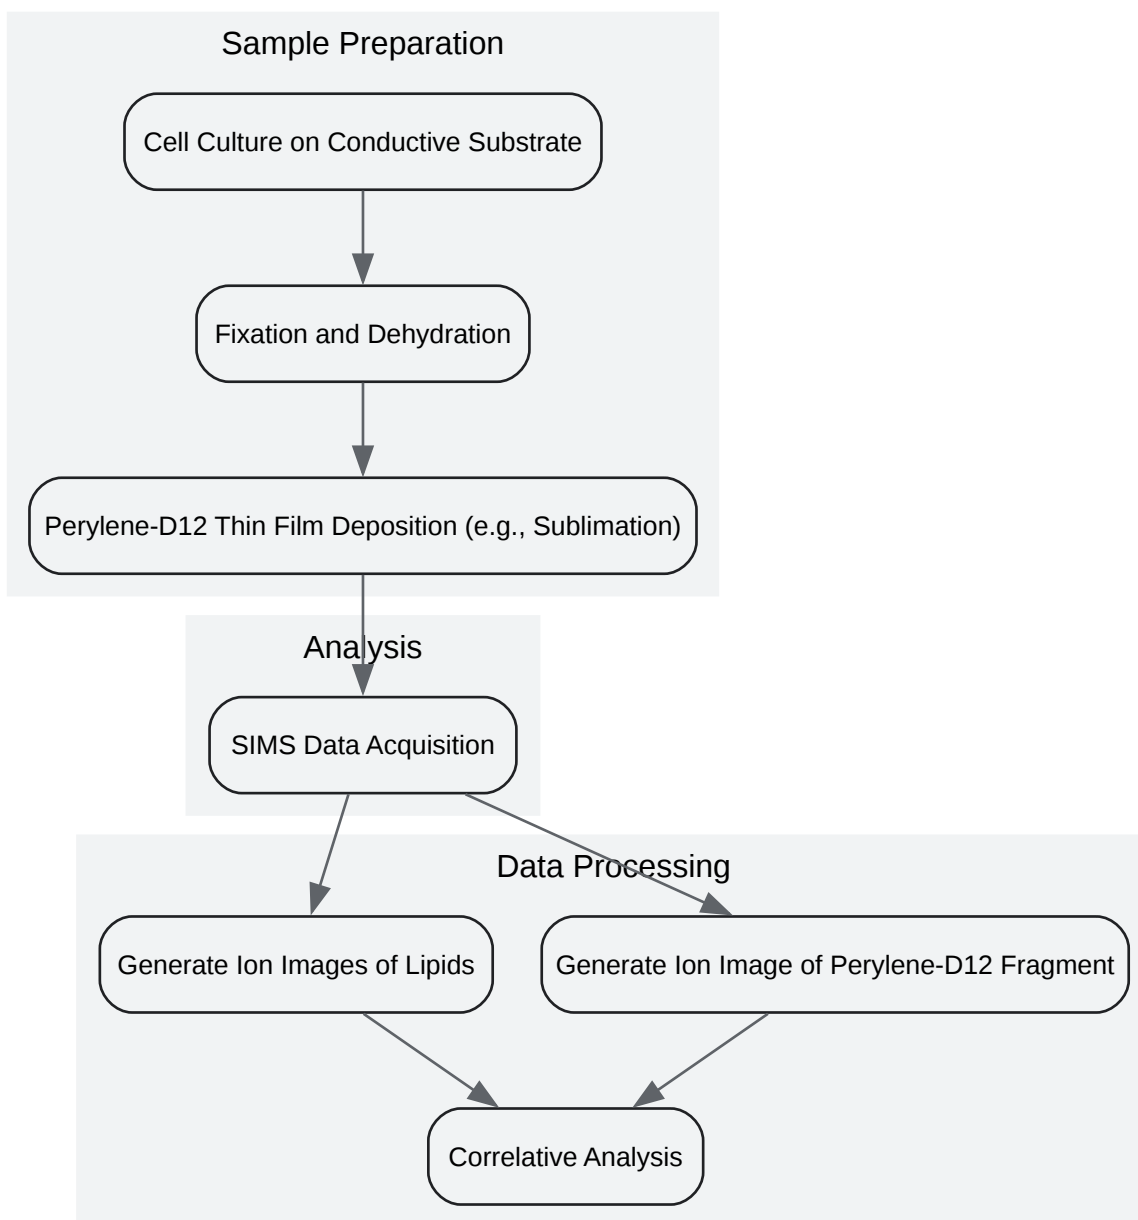 Sample Preparation
Cell Culture on Conductive Substrate
Fixation and Dehydration
Perylene-D12 Thin Film Deposition (e.g., Sublimation)
Analysis
SIMS Data Acquisition
Data Processing
Generate Ion Images of Lipids
Generate Ion Image of Perylene-D12 Fragment
Correlative Analysis